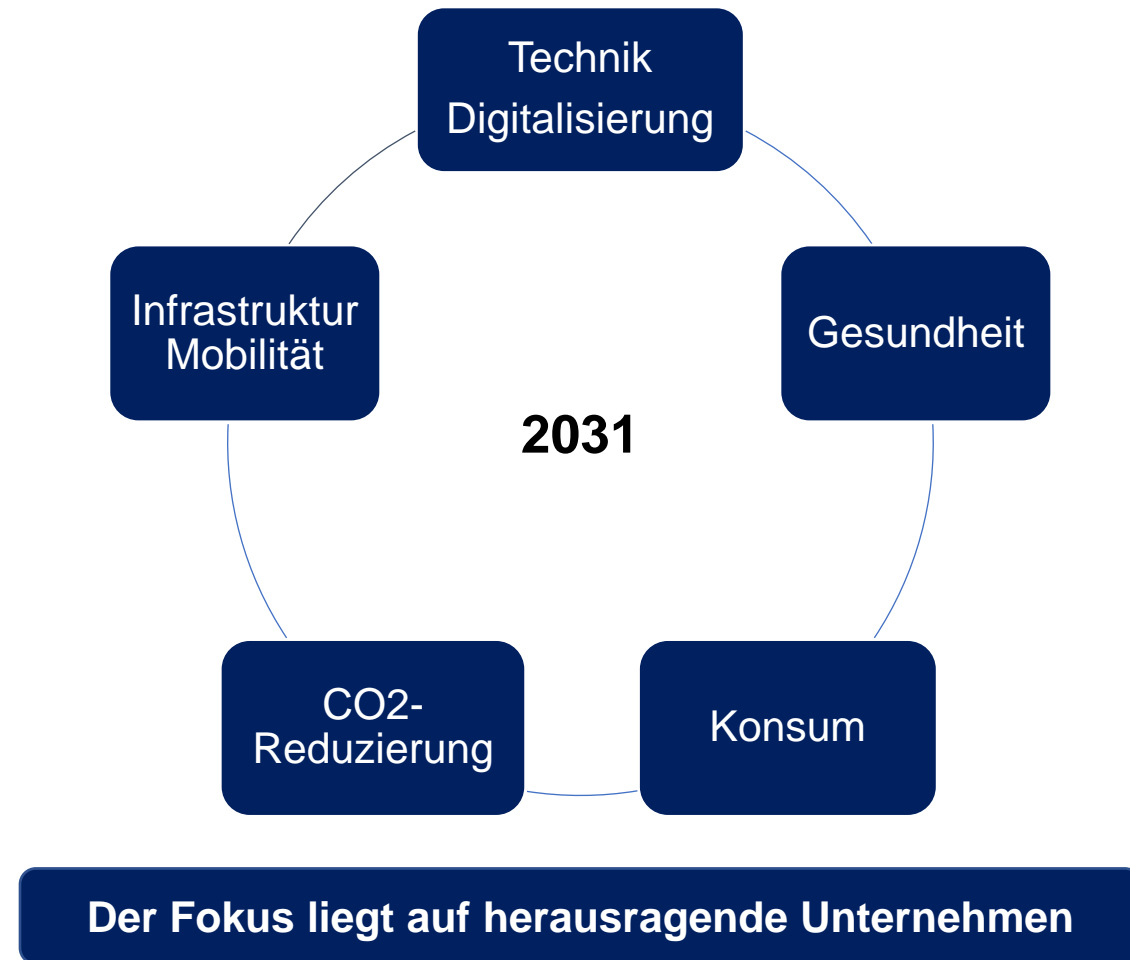 Technik
Digitalisierung
Infrastruktur
Mobilität
Gesundheit
2031
CO2-
Reduzierung
Konsum
Der Fokus liegt auf herausragende Unternehmen